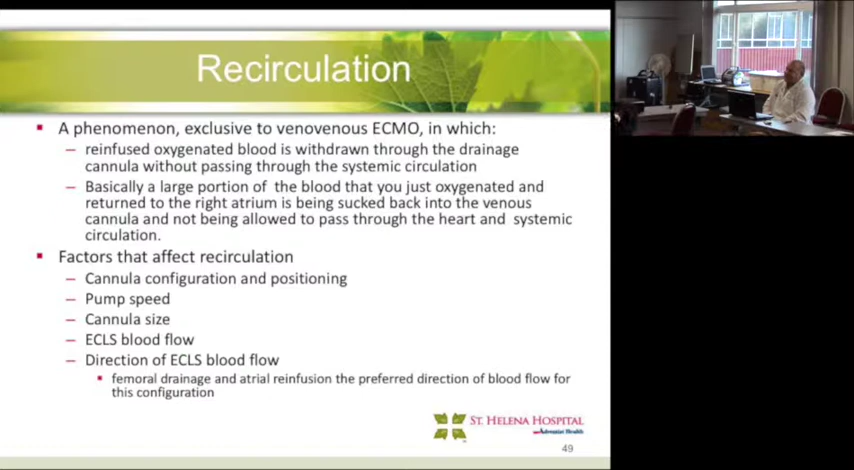 Recirculation
▪ A phenomenon, exclusive to venovenous ECMO, in which:
– reinfused oxygenated blood is withdrawn through the drainage
cannula without passing through the systemic circulation
– Basically a large portion of the blood that you just oxygenated and
returned to the right atrium is being sucked back into the venous
cannula and not being allowed to pass through the heart and systemic
circulation.
▪ Factors that affect recirculation
– Cannula configuration and positioning
– Pump speed
– Cannula size
– ECLS blood flow
– Direction of ECLS blood flow
▪ femoral drainage and atrial reinfusion the preferred direction of blood flow for
this configuration
St. Helena Hospital
Adventist Health
49